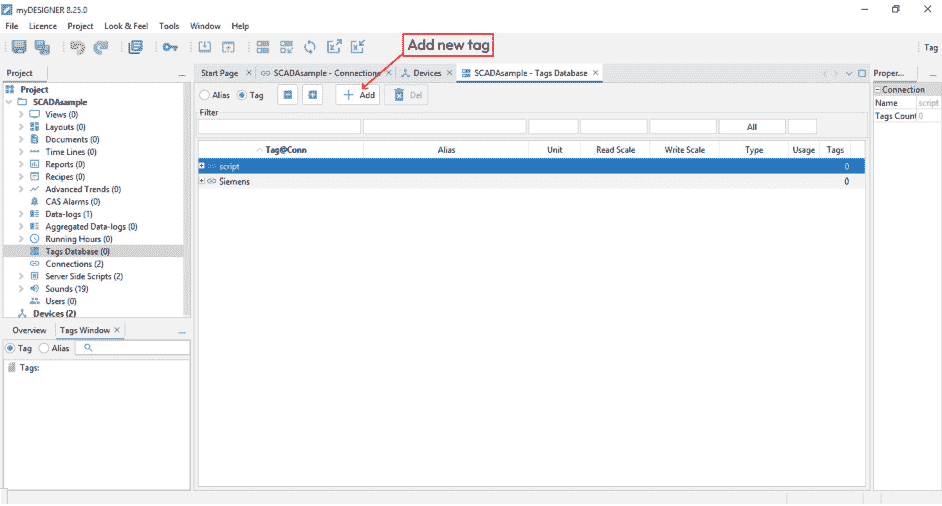 myDESIGNER 8.25.0
File Licence Project Look & Feel Tools Window Help
Add new tag
Tag
Project
Start Page
SCADAsample - Connections
Devices
SCADAsample - Tags Database
Proper...
Project
SCADAsample
Views (0)
Layouts (2)
Documents (0)
Time Lines (0)
Reports (0)
Recipes (0)
Advanced Trends (0)
CAS Alarms (0)
Data-logs (1)
Aggregated Data-logs (0)
Running Hours (0)
Tags Database (0)
Connections (2)
Server Side Scripts (2)
Sounds (19)
Users (0)
Devices (2)
Alias Tag Add Del
Filter
All
Tag@Conn Alias Unit Read Scale Write Scale Type Usage Tags
script 0
Siemens 0
Connection
Name script
Tags Count 0
Overview Tags Window
Tag Alias
Tags: